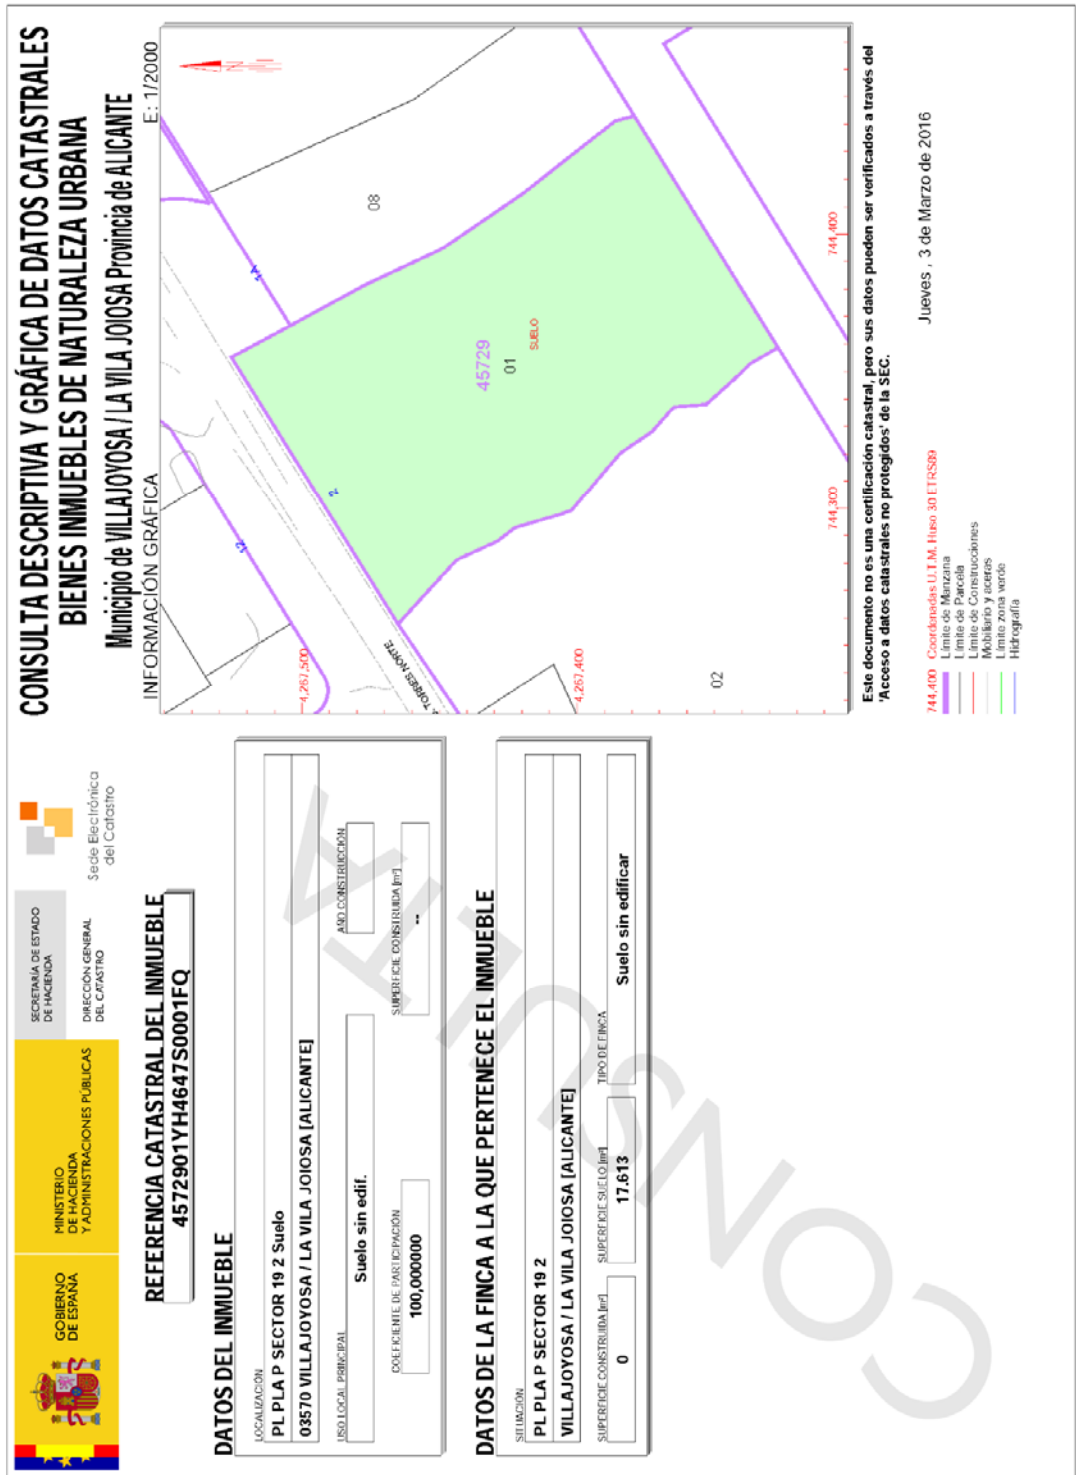 GOBIERNO
DE ESPAÑA
MINISTERIO
DE HACIENDA
Y ADMINISTRACIONES PÚBLICAS
SECRETARÍA DE ESTADO
DE HACIENDA
DIRECCIÓN GENERAL
DEL CATASTRO
Sede Electrónica
del Catastro
REFERENCIA CATASTRAL DEL INMUEBLE
4572901YH4647S0001FQ
DATOS DEL INMUEBLE
LOCALIZACIÓN
PL PLA P SECTOR 19 2 Suelo
03570 VILLAJOYOSA / LA VILA JOIOSA [ALICANTE]
USO LOCAL PRINCIPAL
Suelo sin edif.
AÑO CONSTRUCCIÓN
COEFICIENTE DE PARTICIPACIÓN
100,000000
SUPERFICIE CONSTRUIDA [m²]
--
DATOS DE LA FINCA A LA QUE PERTENECE EL INMUEBLE
SITUACIÓN
PL PLA P SECTOR 19 2
VILLAJOYOSA / LA VILA JOIOSA [ALICANTE]
SUPERFICIE CONSTRUIDA [m²]
0
SUPERFICIE SUELO [m²]
17.613
TIPO DE FINCA
Suelo sin edificar
CONSULTA
CONSULTA DESCRIPTIVA Y GRÁFICA DE DATOS CATASTRALES
BIENES INMUEBLES DE NATURALEZA URBANA
Municipio de VILLAJOYOSA / LA VILA JOIOSA Provincia de ALICANTE
INFORMACIÓN GRÁFICA E: 1/2000
12
1A
08
4,267,500
TORRES NORTE
45729
01
SUELO
4,267,400
02
744,300
744,400
Este documento no es una certificación catastral, pero sus datos pueden ser verificados a través del
'Acceso a datos catastrales no protegidos' de la SEC.
744,400 Coordenadas U.T.M. Huso 30 ETRS89
Límite de Manzana
Límite de Parcela
Límite de Construcciones
Mobiliario y aceras
Límite zona verde
Hidrografía
Jueves , 3 de Marzo de 2016